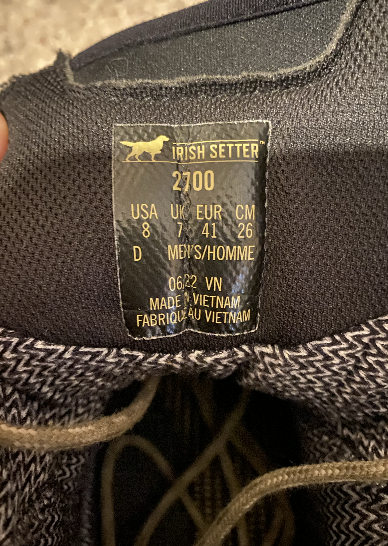 IRISH SETTER™
2700
USA UK EUR CM
8 7 41 26
D MEN'S/HOMME
06/22 VN
MADE IN VIETNAM
FABRIQUÉ AU VIETNAM